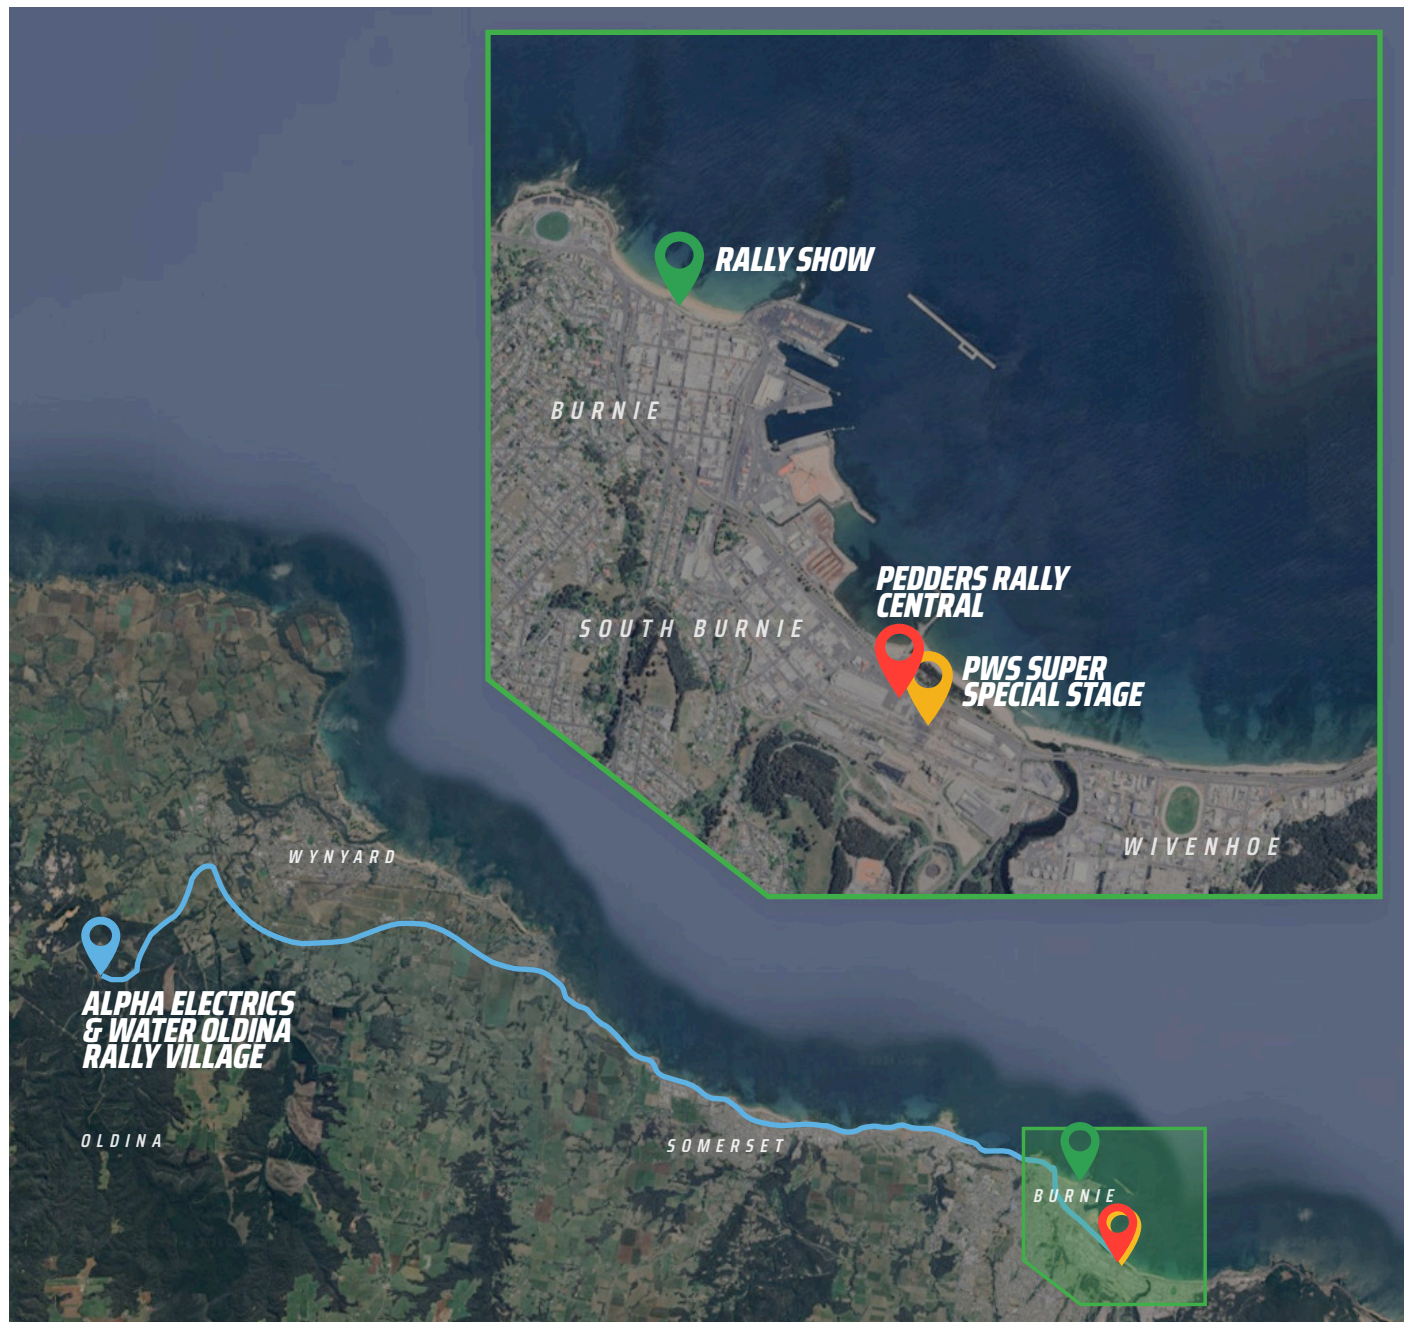 RALLY SHOW
BURNIE
PEDDERS RALLY
CENTRAL
SOUTH BURNIE
PWS SUPER
SPECIAL STAGE
WIVENHOE
WYNYARD
ALPHA ELECTRICS
& WATER OLDINA
RALLY VILLAGE
OLDINA
SOMERSET
BURNIE